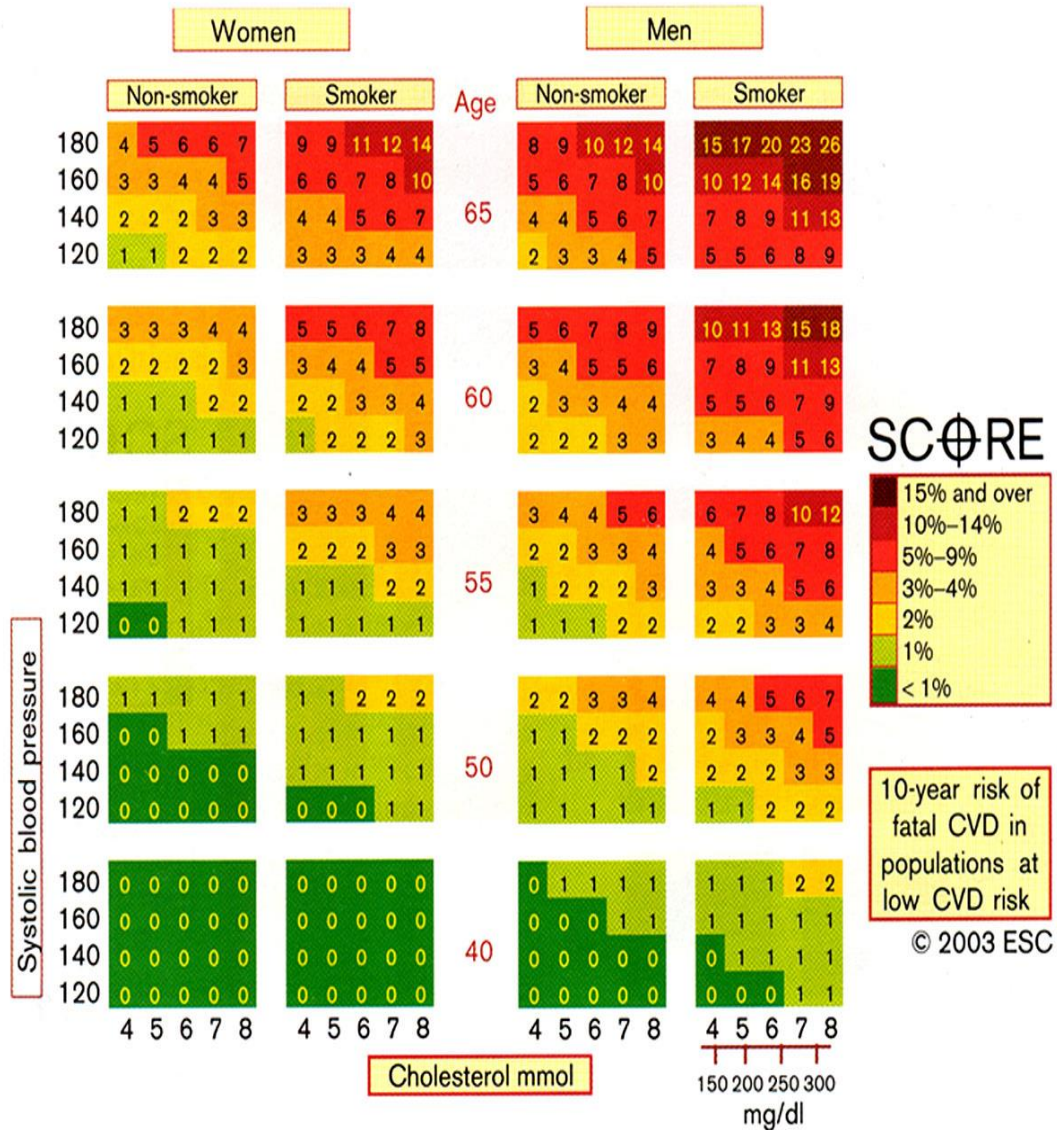 Women Men
Non-smoker Smoker Age Non-smoker Smoker
180 4 5 6 6 7 9 9 11 12 14 8 9 10 12 14 15 17 20 23 26
160 3 3 4 4 5 6 6 7 8 10 5 6 7 8 10 10 12 14 16 19
65
140 2 2 2 3 3 4 4 5 6 7 4 4 5 6 7 7 8 9 11 13
120 1 1 2 2 2 3 3 3 4 4 2 3 3 4 5 5 5 6 8 9
180 3 3 3 4 4 5 5 6 7 8 5 6 7 8 9 10 11 13 15 18
160 2 2 2 2 3 3 4 4 5 5 3 4 5 5 6 7 8 9 11 13
60
140 1 1 1 2 2 2 2 3 3 4 2 3 3 4 4 5 5 6 7 9
120 1 1 1 1 1 1 2 2 2 3 2 2 2 3 3 3 4 4 5 6
180 1 1 2 2 2 3 3 3 4 4 3 4 4 5 6 6 7 8 10 12
160 1 1 1 1 1 2 2 2 3 3 2 2 3 3 4 4 5 6 7 8
55
140 1 1 1 1 1 1 1 1 2 2 1 2 2 2 3 3 3 4 5 6
120 0 0 1 1 1 1 1 1 1 1 1 1 1 2 2 2 2 3 3 4
180 1 1 1 1 1 1 1 2 2 2 2 2 3 3 4 4 4 5 6 7
160 0 0 1 1 1 1 1 1 1 1 1 1 2 2 2 2 3 3 4 5
50
140 0 0 0 0 0 1 1 1 1 1 1 1 1 1 2 2 2 2 3 3
120 0 0 0 0 0 0 0 0 1 1 1 1 1 1 1 1 1 2 2 2
180 0 0 0 0 0 0 0 0 0 0 0 1 1 1 1 1 1 1 2 2
160 0 0 0 0 0 0 0 0 0 0 0 0 0 1 1 1 1 1 1 1
40
140 0 0 0 0 0 0 0 0 0 0 0 0 0 0 0 0 1 1 1 1
120 0 0 0 0 0 0 0 0 0 0 0 0 0 0 0 0 0 0 1 1
4 5 6 7 8 4 5 6 7 8 4 5 6 7 8 4 5 6 7 8
Systolic blood pressure
Cholesterol mmol
150 200 250 300
mg/dl
SCORE
15% and over
10%–14%
5%–9%
3%–4%
2%
1%
< 1%
10-year risk of
fatal CVD in
populations at
low CVD risk
© 2003 ESC